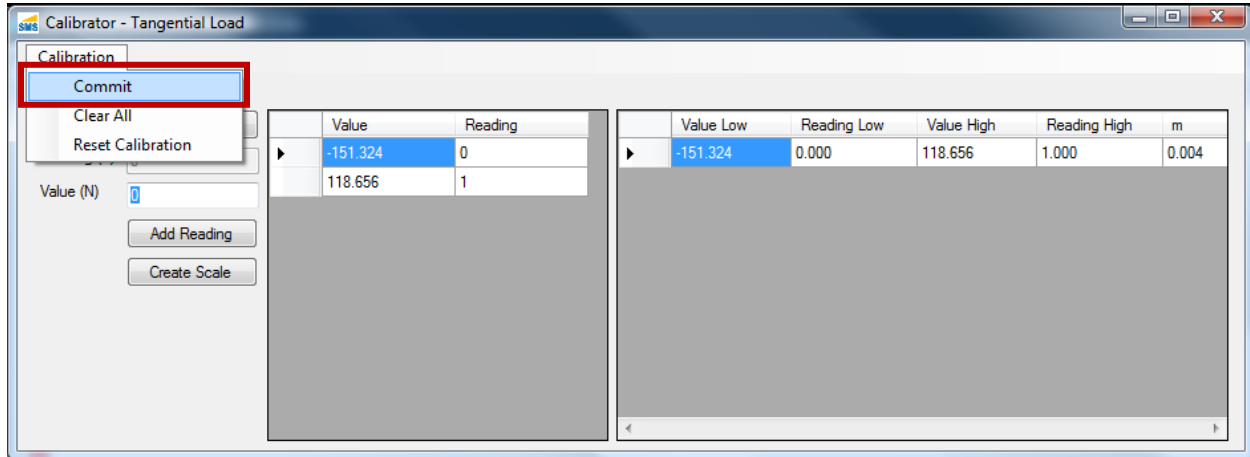 SMS Calibrator - Tangential Load
Calibration
Commit
Clear All
Reset Calibration
Value (N) 0
Add Reading
Create Scale
Value Reading
-151.324 0
118.656 1
Value Low Reading Low Value High Reading High m
-151.324 0.000 118.656 1.000 0.004